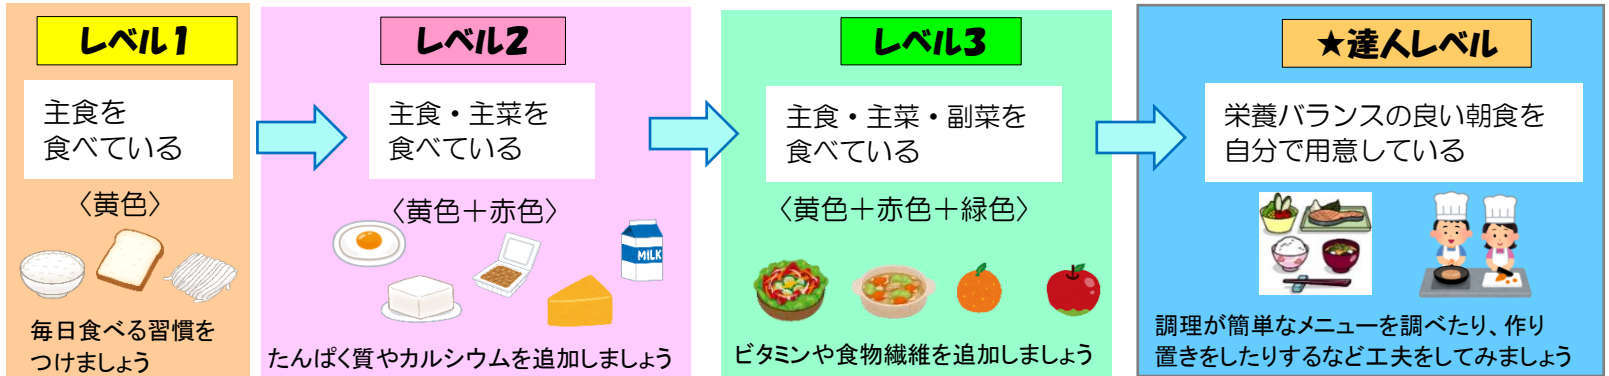 レベル1
主食を
食べている
〈黄色〉
毎日食べる習慣を
つけましょう
レベル2
主食・主菜を
食べている
〈黄色＋赤色〉
MILK
たんぱく質やカルシウムを追加しましょう
レベル3
主食・主菜・副菜を
食べている
〈黄色＋赤色＋緑色〉
ビタミンや食物繊維を追加しましょう
★達人レベル
栄養バランスの良い朝食を
自分で用意している
調理が簡単なメニューを調べたり、作り
置きをしたりするなど工夫をしてみましょう